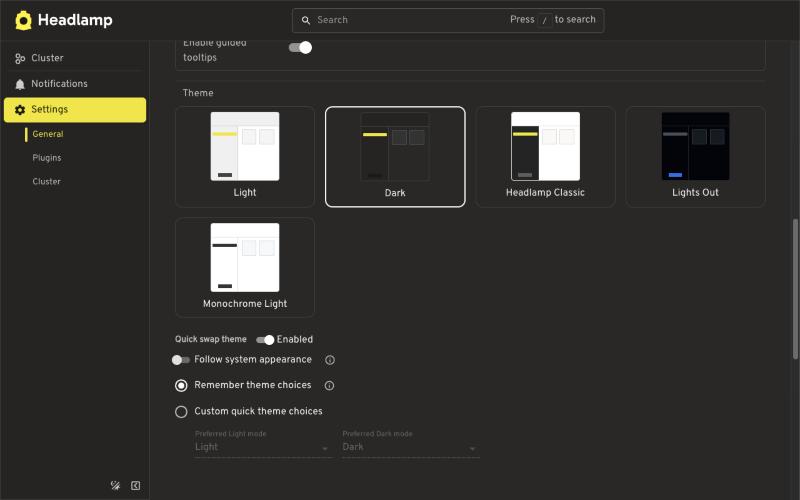 Headlamp
Search
Press / to search
Cluster
Notifications
Settings
General
Plugins
Cluster
Enable guided
tooltips
Theme
Light
Dark
Headlamp Classic
Lights Out
Monochrome Light
Quick swap theme
Enabled
Follow system appearance
Remember theme choices
Custom quick theme choices
Preferred Light mode
Light
Preferred Dark mode
Dark